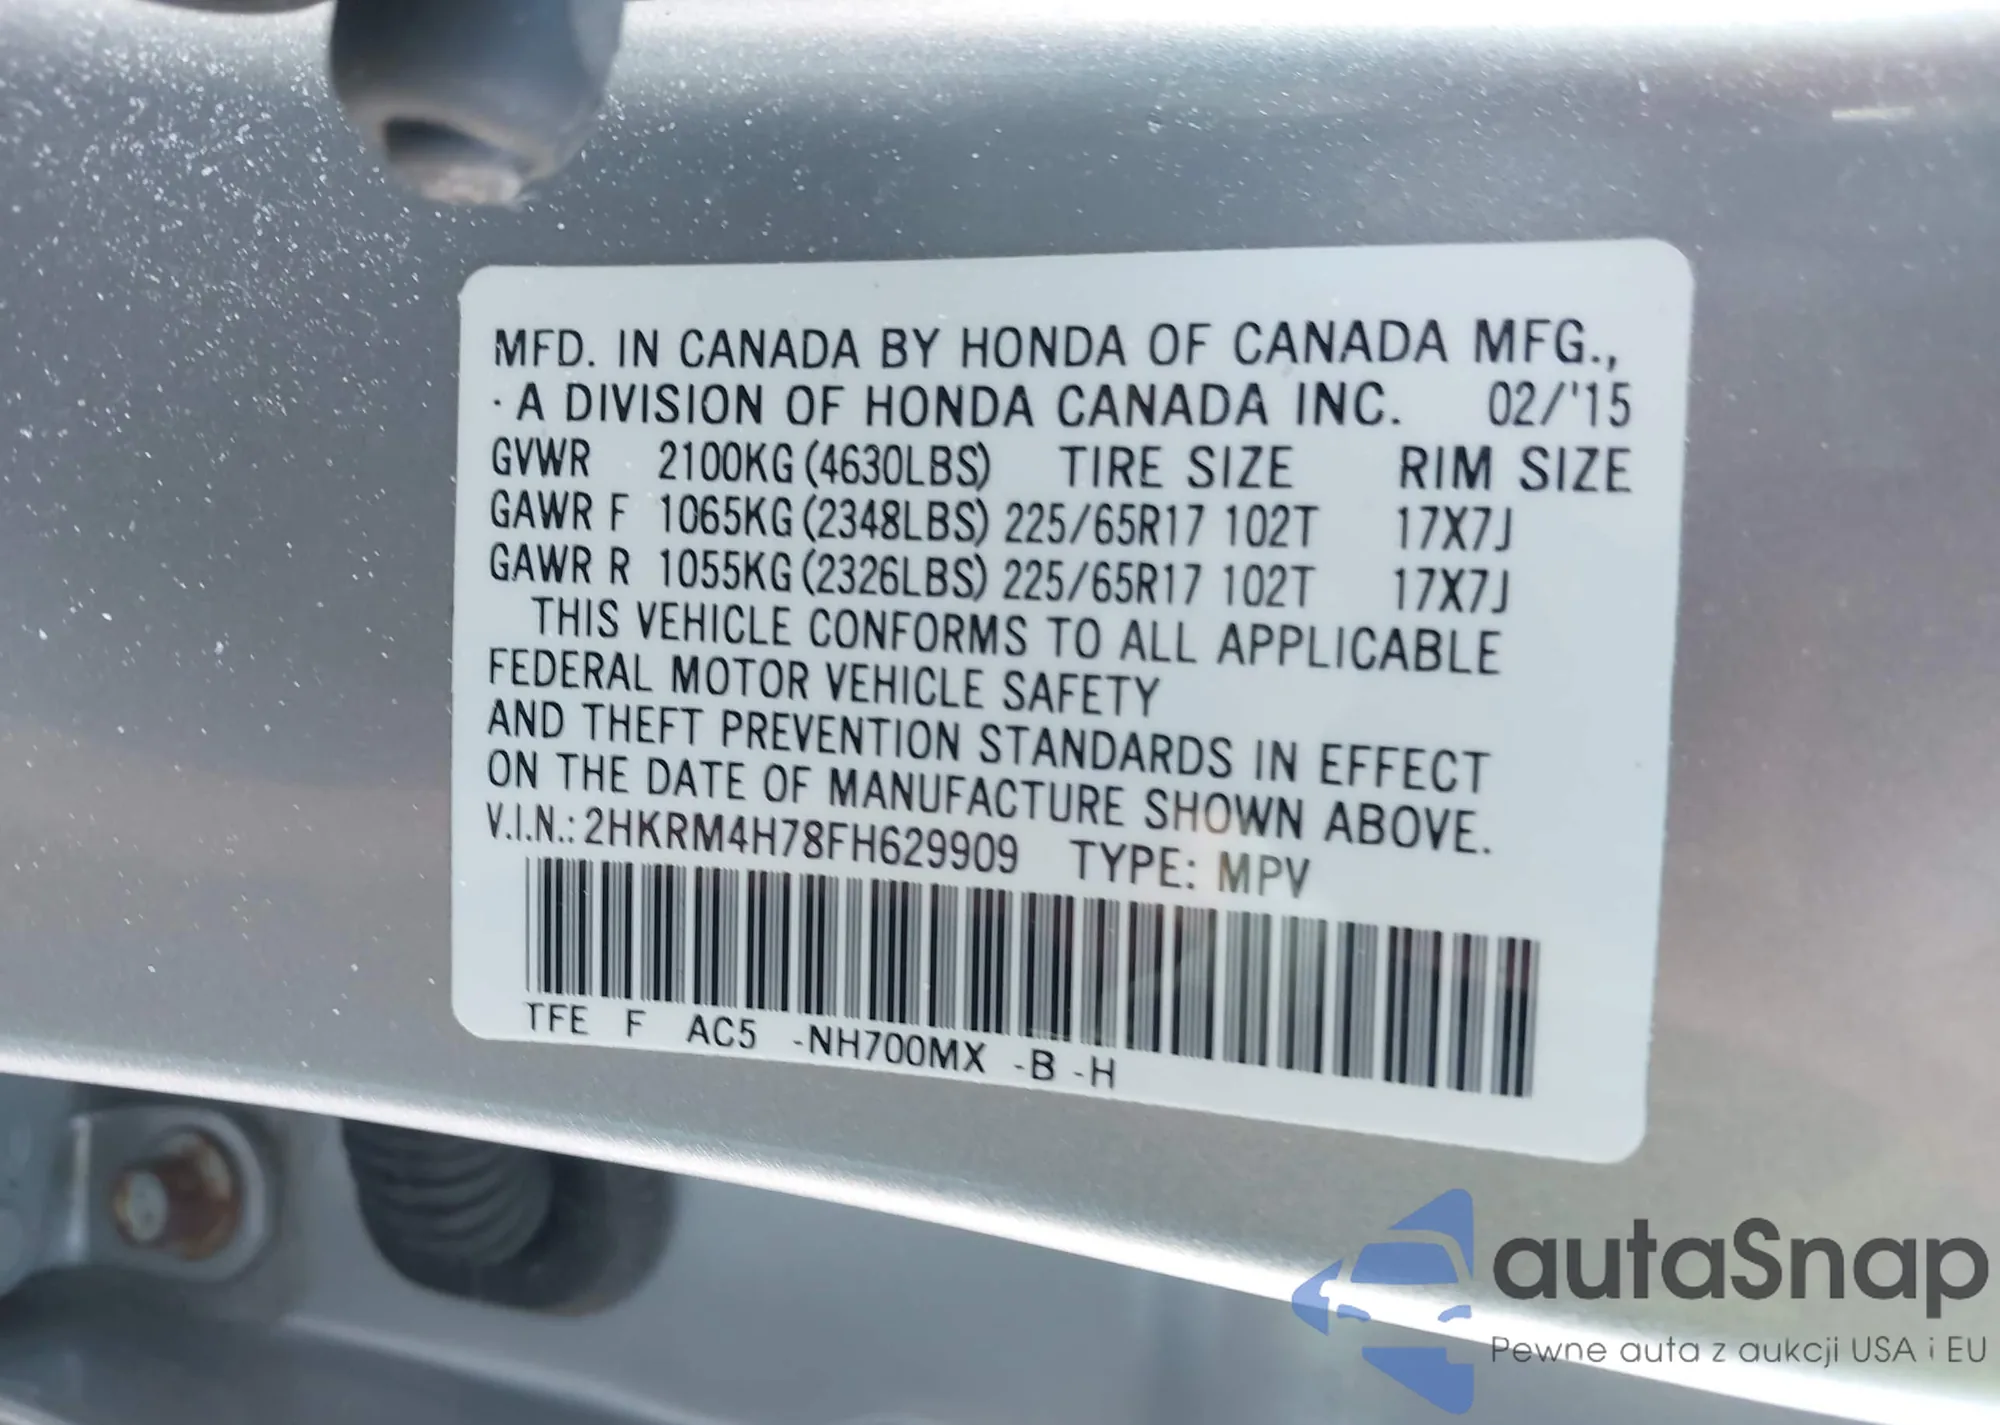 MFD. IN CANADA BY HONDA OF CANADA MFG.,
· A DIVISION OF HONDA CANADA INC. 02/'15
GVWR 2100KG (4630LBS) TIRE SIZE RIM SIZE
GAWR F 1065KG (2348LBS) 225/65R17 102T 17X7J
GAWR R 1055KG (2326LBS) 225/65R17 102T 17X7J
THIS VEHICLE CONFORMS TO ALL APPLICABLE
FEDERAL MOTOR VEHICLE SAFETY
AND THEFT PREVENTION STANDARDS IN EFFECT
ON THE DATE OF MANUFACTURE SHOWN ABOVE.
V.I.N.: 2HKRM4H78FH629909 TYPE: MPV
TFE F AC5 -NH700MX -B -H
autaSnap
Pewne auta z aukcji USA i EU